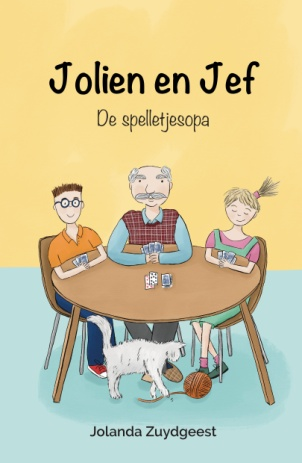 Jolien en Jef
De spelletjesopa
Jolanda Zuydgeest